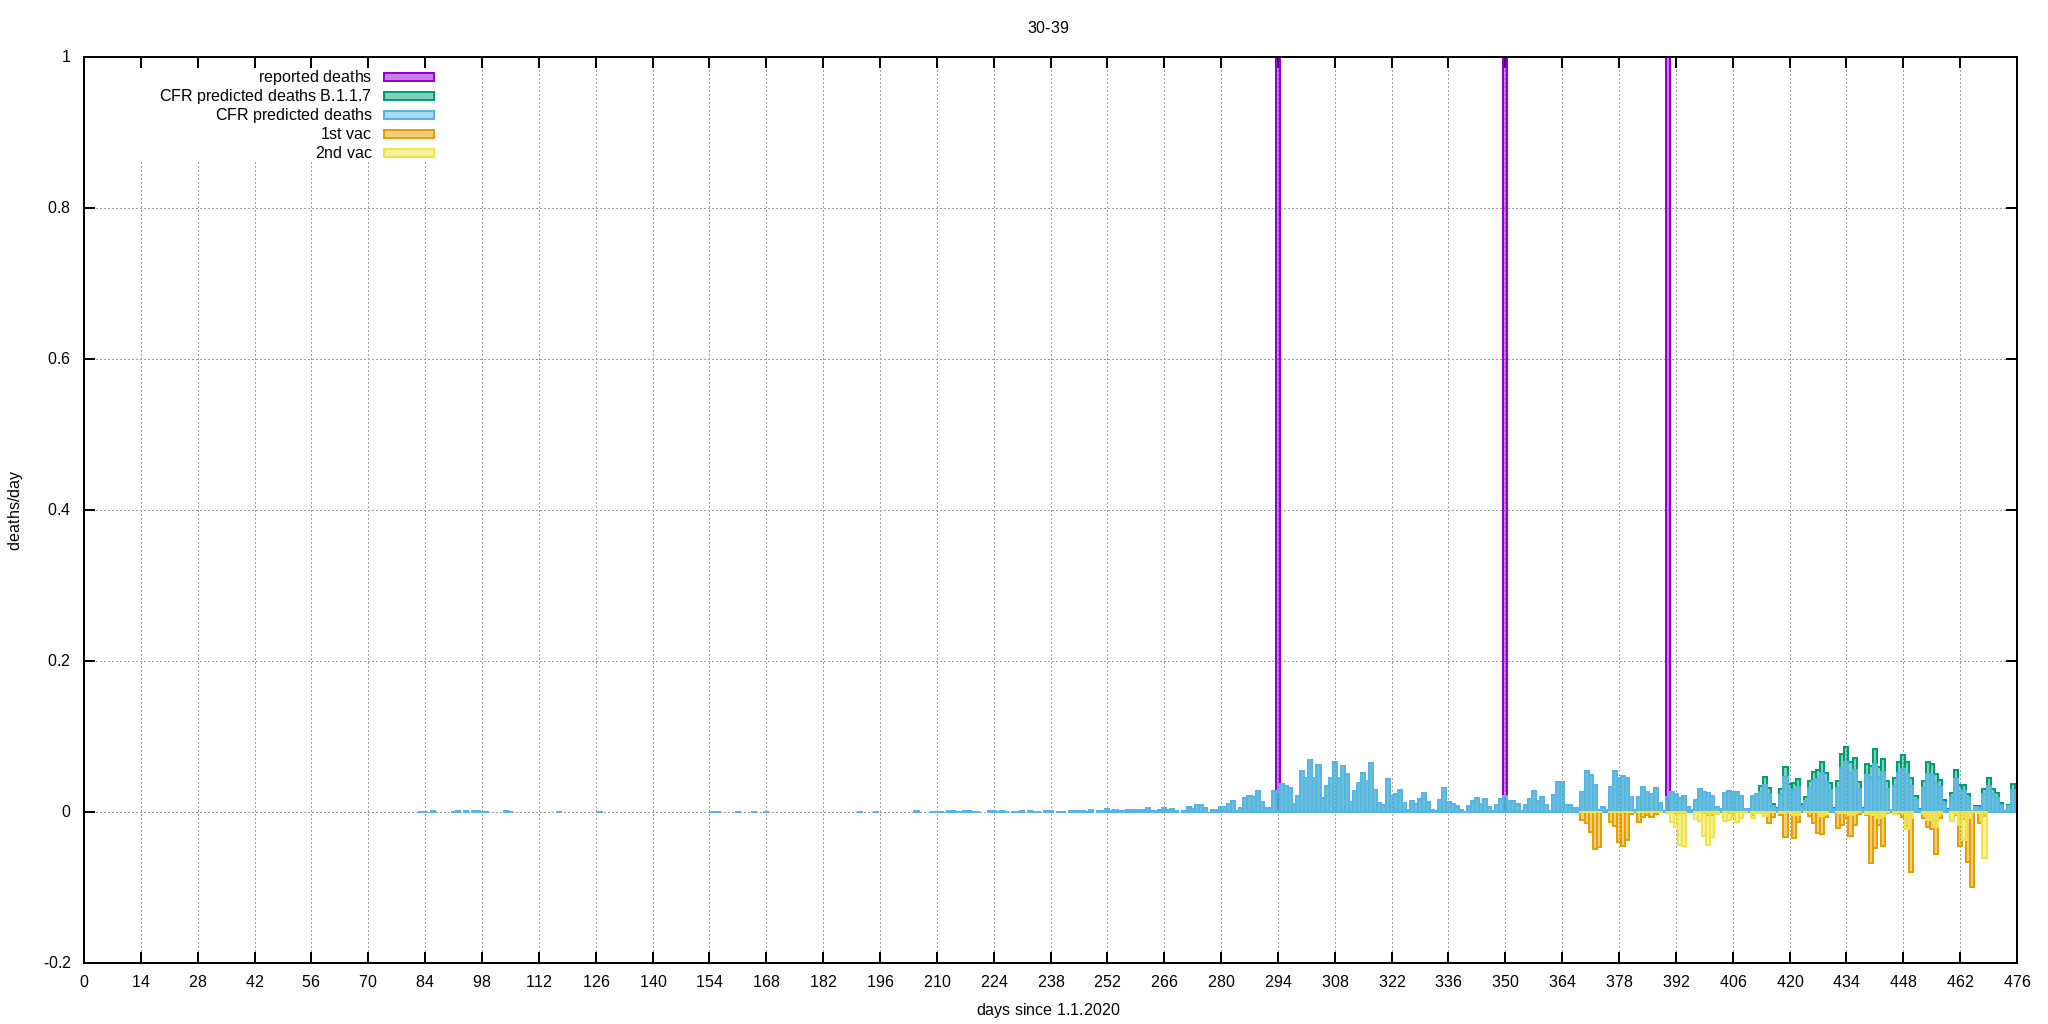 30-39
1
reported deaths
CFR predicted deaths B.1.1.7
CFR predicted deaths
1st vac
2nd vac
0.8
0.6
0.4
0.2
0
-0.2
deaths/day
0 14 28 42 56 70 84 98 112 126 140 154 168 182 196 210 224 238 252 266 280 294 308 322 336 350 364 378 392 406 420 434 448 462 476
days since 1.1.2020